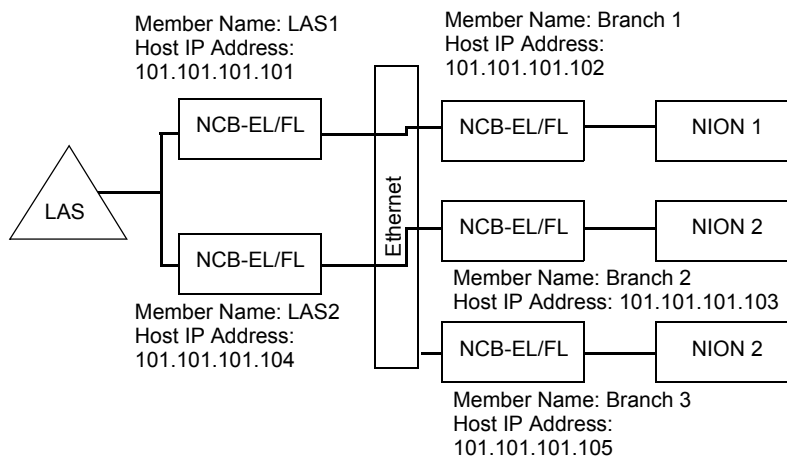 Member Name: LAS1
Host IP Address:
101.101.101.101
Member Name: Branch 1
Host IP Address:
101.101.101.102
NCB-EL/FL
NCB-EL/FL
NION 1
LAS
Ethernet
NCB-EL/FL
NCB-EL/FL
NION 2
Member Name: LAS2
Host IP Address:
101.101.101.104
Member Name: Branch 2
Host IP Address: 101.101.101.103
NCB-EL/FL
NION 2
Member Name: Branch 3
Host IP Address:
101.101.101.105